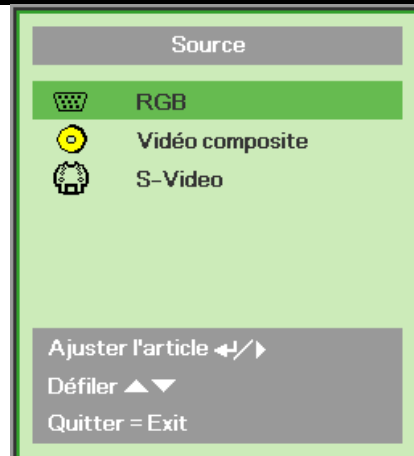 Source
RGB
Vidéo composite
S-Video
Ajuster l'article ↵/▸
Défiler ▲▼
Quitter = Exit